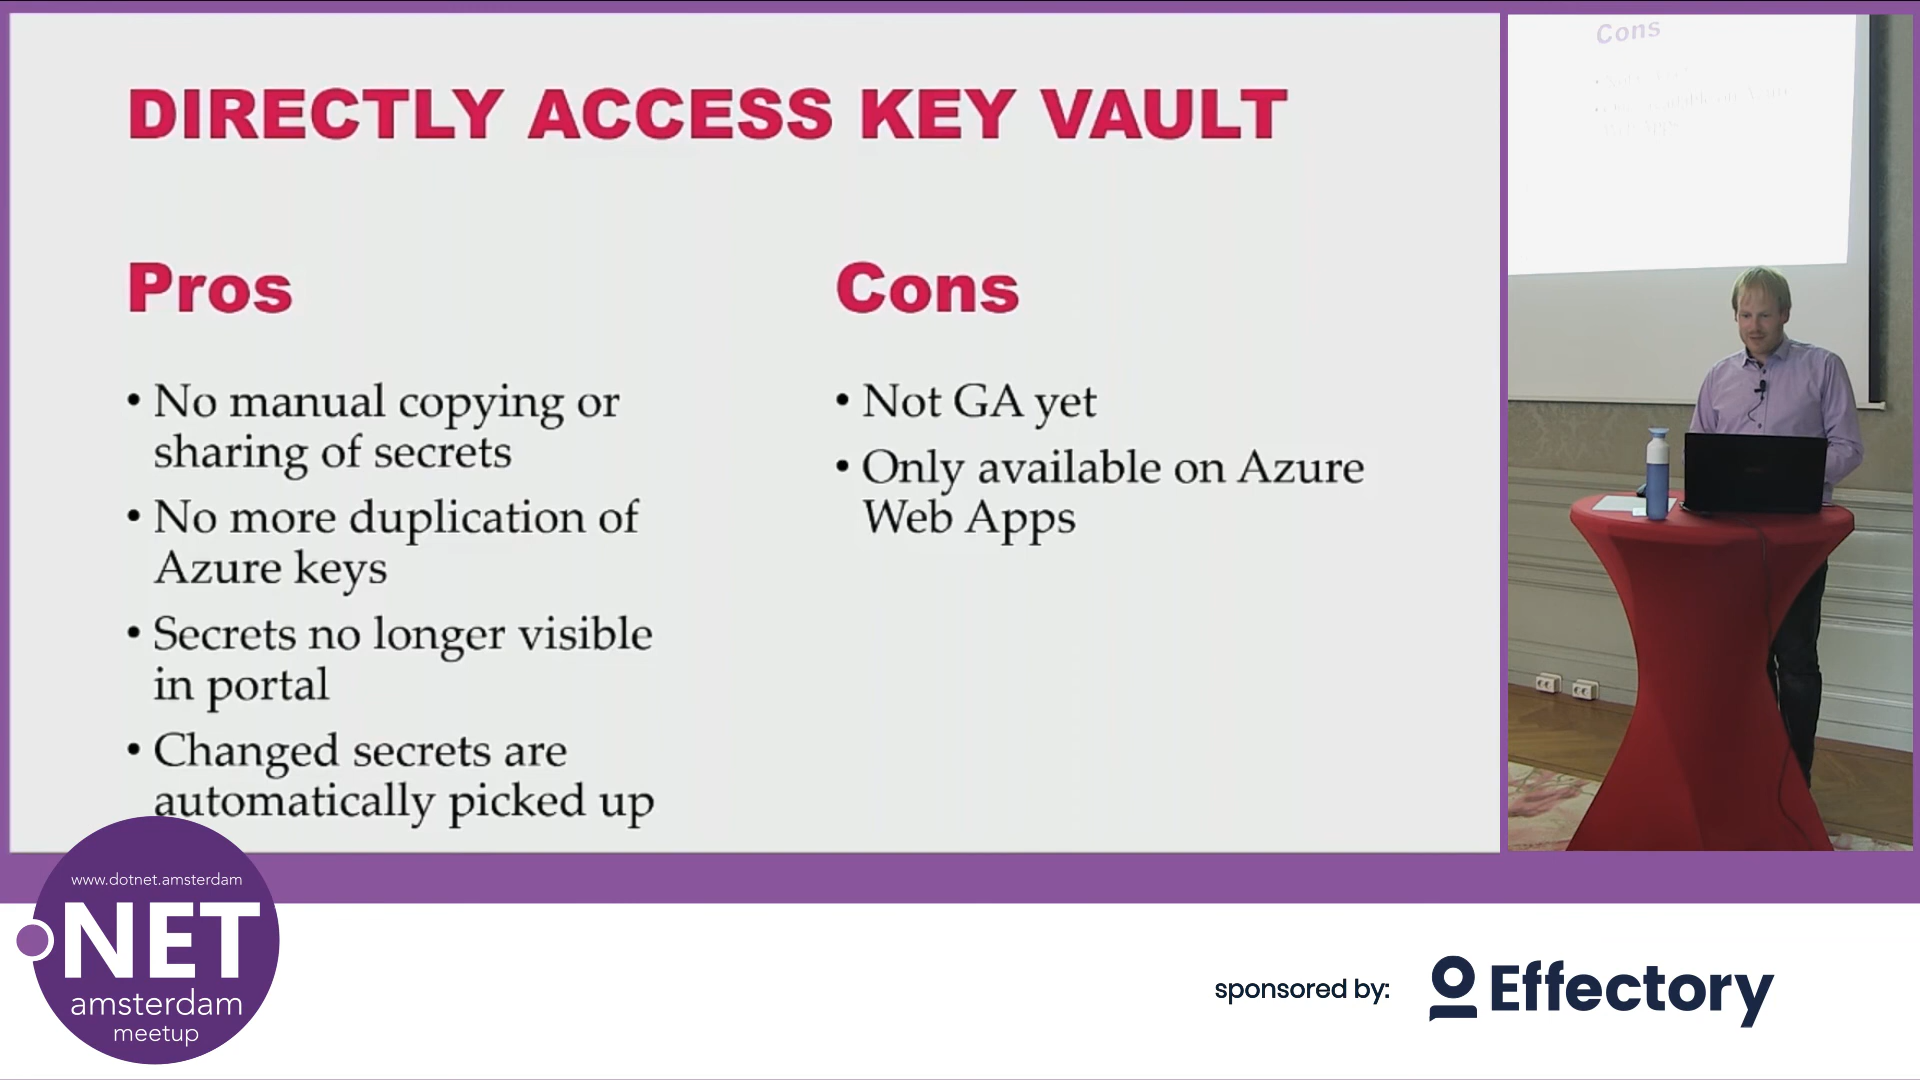 DIRECTLY ACCESS KEY VAULT
Pros
• No manual copying or
sharing of secrets
• No more duplication of
Azure keys
• Secrets no longer visible
in portal
• Changed secrets are
automatically picked up
Cons
• Not GA yet
• Only available on Azure
Web Apps
Cons
www.dotnet.amsterdam
NET
amsterdam
meetup
sponsored by:
Effectory